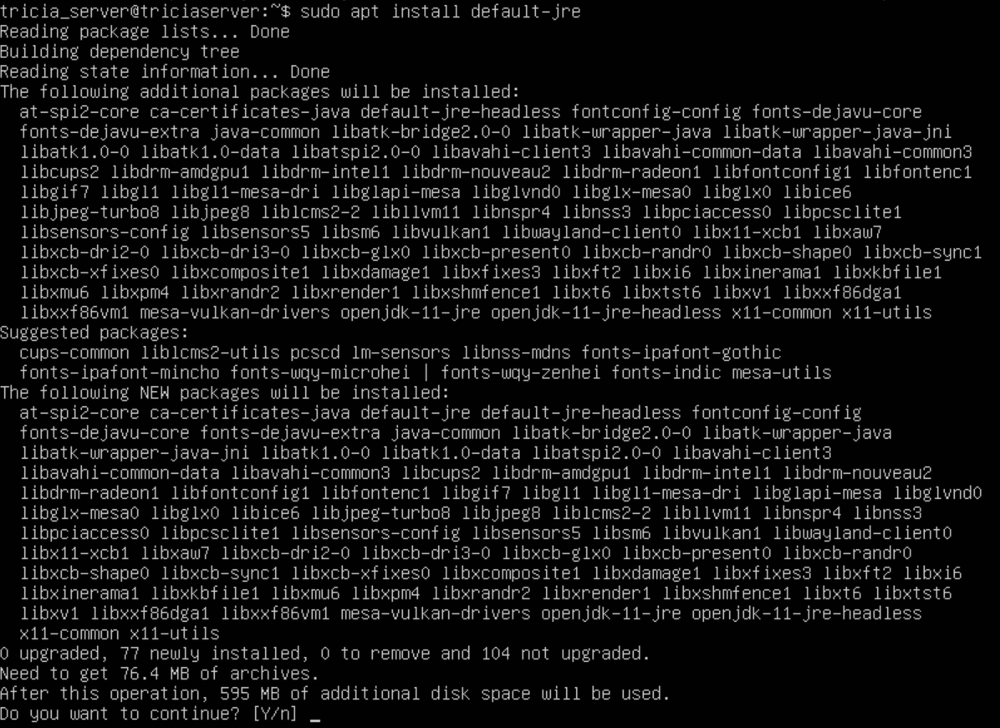 tricia_server@triciaserver:~$ sudo apt install default-jre
Reading package lists... Done
Building dependency tree
Reading state information... Done
The following additional packages will be installed:
  at-spi2-core ca-certificates-java default-jre-headless fontconfig-config fonts-dejavu-core
  fonts-dejavu-extra java-common libatk-bridge2.0-0 libatk-wrapper-java libatk-wrapper-java-jni
  libatk1.0-0 libatk1.0-data libatspi2.0-0 libavahi-client3 libavahi-common-data libavahi-common3
  libcups2 libdrm-amdgpu1 libdrm-intel1 libdrm-nouveau2 libdrm-radeon1 libfontconfig1 libfontenc1
  libgif7 libgl1 libgl1-mesa-dri libglapi-mesa libglvnd0 libglx-mesa0 libglx0 libice6
  libjpeg-turbo8 libjpeg8 liblcms2-2 libllvm11 libnspr4 libnss3 libpciaccess0 libpcsclite1
  libsensors-config libsensors5 libsm6 libvulkan1 libwayland-client0 libx11-xcb1 libxaw7
  libxcb-dri2-0 libxcb-dri3-0 libxcb-glx0 libxcb-present0 libxcb-randr0 libxcb-shape0 libxcb-sync1
  libxcb-xfixes0 libxcomposite1 libxdamage1 libxfixes3 libxft2 libxi6 libxinerama1 libxkbfile1
  libxmu6 libxpm4 libxrandr2 libxrender1 libxshmfence1 libxt6 libxtst6 libxv1 libxxf86dga1
  libxxf86vm1 mesa-vulkan-drivers openjdk-11-jre openjdk-11-jre-headless x11-common x11-utils
Suggested packages:
  cups-common liblcms2-utils pcscd lm-sensors libnss-mdns fonts-ipafont-gothic
  fonts-ipafont-mincho fonts-wqy-microhei | fonts-wqy-zenhei fonts-indic mesa-utils
The following NEW packages will be installed:
  at-spi2-core ca-certificates-java default-jre default-jre-headless fontconfig-config
  fonts-dejavu-core fonts-dejavu-extra java-common libatk-bridge2.0-0 libatk-wrapper-java
  libatk-wrapper-java-jni libatk1.0-0 libatk1.0-data libatspi2.0-0 libavahi-client3
  libavahi-common-data libavahi-common3 libcups2 libdrm-amdgpu1 libdrm-intel1 libdrm-nouveau2
  libdrm-radeon1 libfontconfig1 libfontenc1 libgif7 libgl1 libgl1-mesa-dri libglapi-mesa libglvnd0
  libglx-mesa0 libglx0 libice6 libjpeg-turbo8 libjpeg8 liblcms2-2 libllvm11 libnspr4 libnss3
  libpciaccess0 libpcsclite1 libsensors-config libsensors5 libsm6 libvulkan1 libwayland-client0
  libx11-xcb1 libxaw7 libxcb-dri2-0 libxcb-dri3-0 libxcb-glx0 libxcb-present0 libxcb-randr0
  libxcb-shape0 libxcb-sync1 libxcb-xfixes0 libxcomposite1 libxdamage1 libxfixes3 libxft2 libxi6
  libxinerama1 libxkbfile1 libxmu6 libxpm4 libxrandr2 libxrender1 libxshmfence1 libxt6 libxtst6
  libxv1 libxxf86dga1 libxxf86vm1 mesa-vulkan-drivers openjdk-11-jre openjdk-11-jre-headless
  x11-common x11-utils
0 upgraded, 77 newly installed, 0 to remove and 104 not upgraded.
Need to get 76.4 MB of archives.
After this operation, 595 MB of additional disk space will be used.
Do you want to continue? [Y/n] _